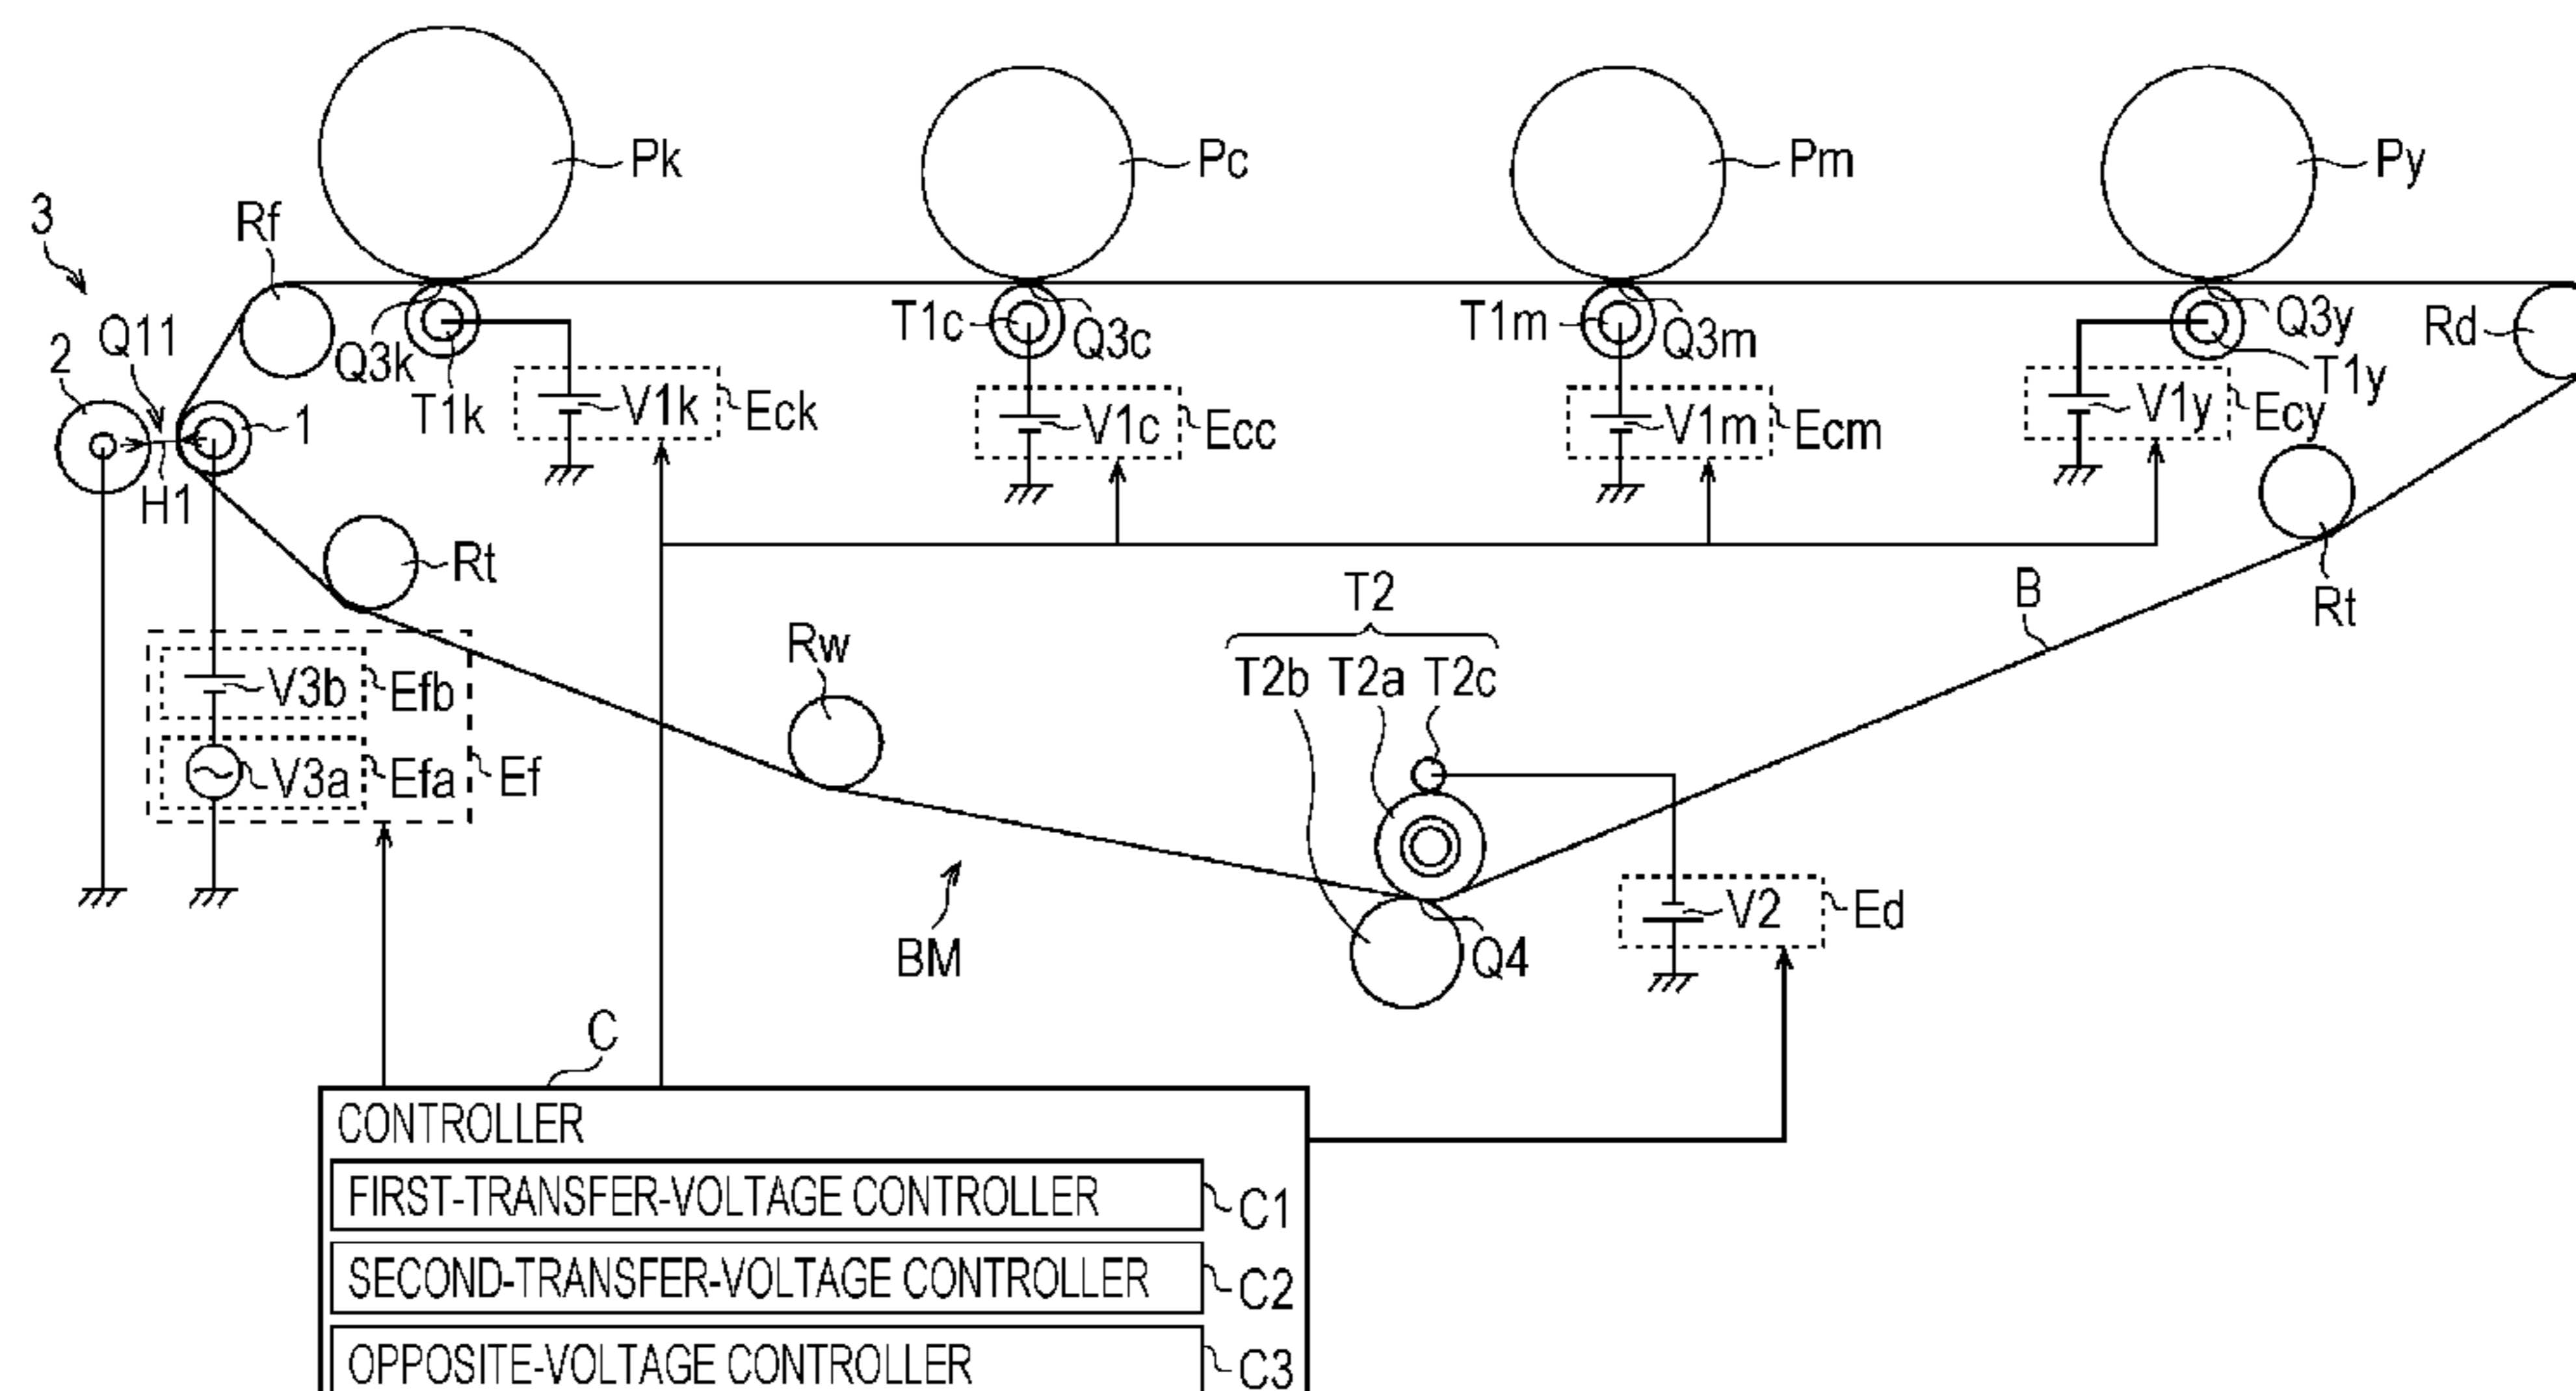 Pk
Pc
Pm
Py
3
Rf
Q11
2
1
H1
Q3k
T1k
V1k
Eck
T1c
Q3c
V1c
Ecc
T1m
Q3m
V1m
Ecm
Q3y
T1y
V1y
Ecy
Rd
Rt
Rt
B
T2
T2b T2a T2c
Rw
V3b
Efb
V3a
Efa
Ef
BM
Q4
V2
Ed
C
CONTROLLER
FIRST-TRANSFER-VOLTAGE CONTROLLER
C1
SECOND-TRANSFER-VOLTAGE CONTROLLER
C2
OPPOSITE-VOLTAGE CONTROLLER
C3